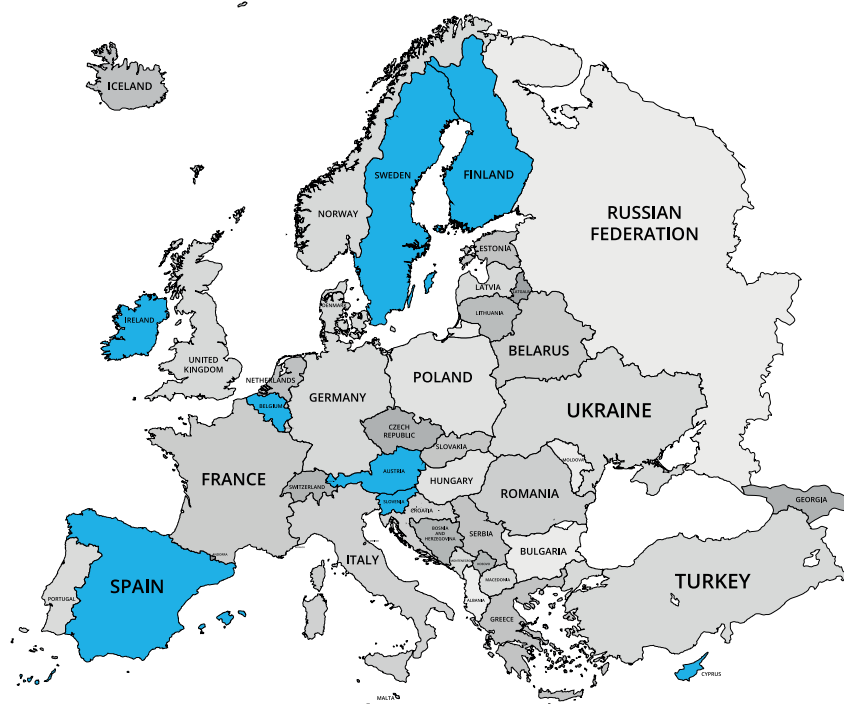 ICELAND
SWEDEN
FINLAND
NORWAY
RUSSIAN
FEDERATION
ESTONIA
LATVIA
LITHUANIA
DENMARK
IRELAND
UNITED
KINGDOM
BELARUS
NETHERLANDS
POLAND
GERMANY
BELGIUM
UKRAINE
CZECH
REPUBLIC
SLOVAKIA
MOLDOVA
AUSTRIA
FRANCE
SWITZERLAND
HUNGARY
ROMANIA
SLOVENIA
CROATIA
GEORGIA
BOSNIA
AND
HERZEGOVINA
SERBIA
BULGARIA
ANDORRA
ITALY
SPAIN
PORTUGAL
MACEDONIA
TURKEY
ALBANIA
GREECE
CYPRUS
MALTA